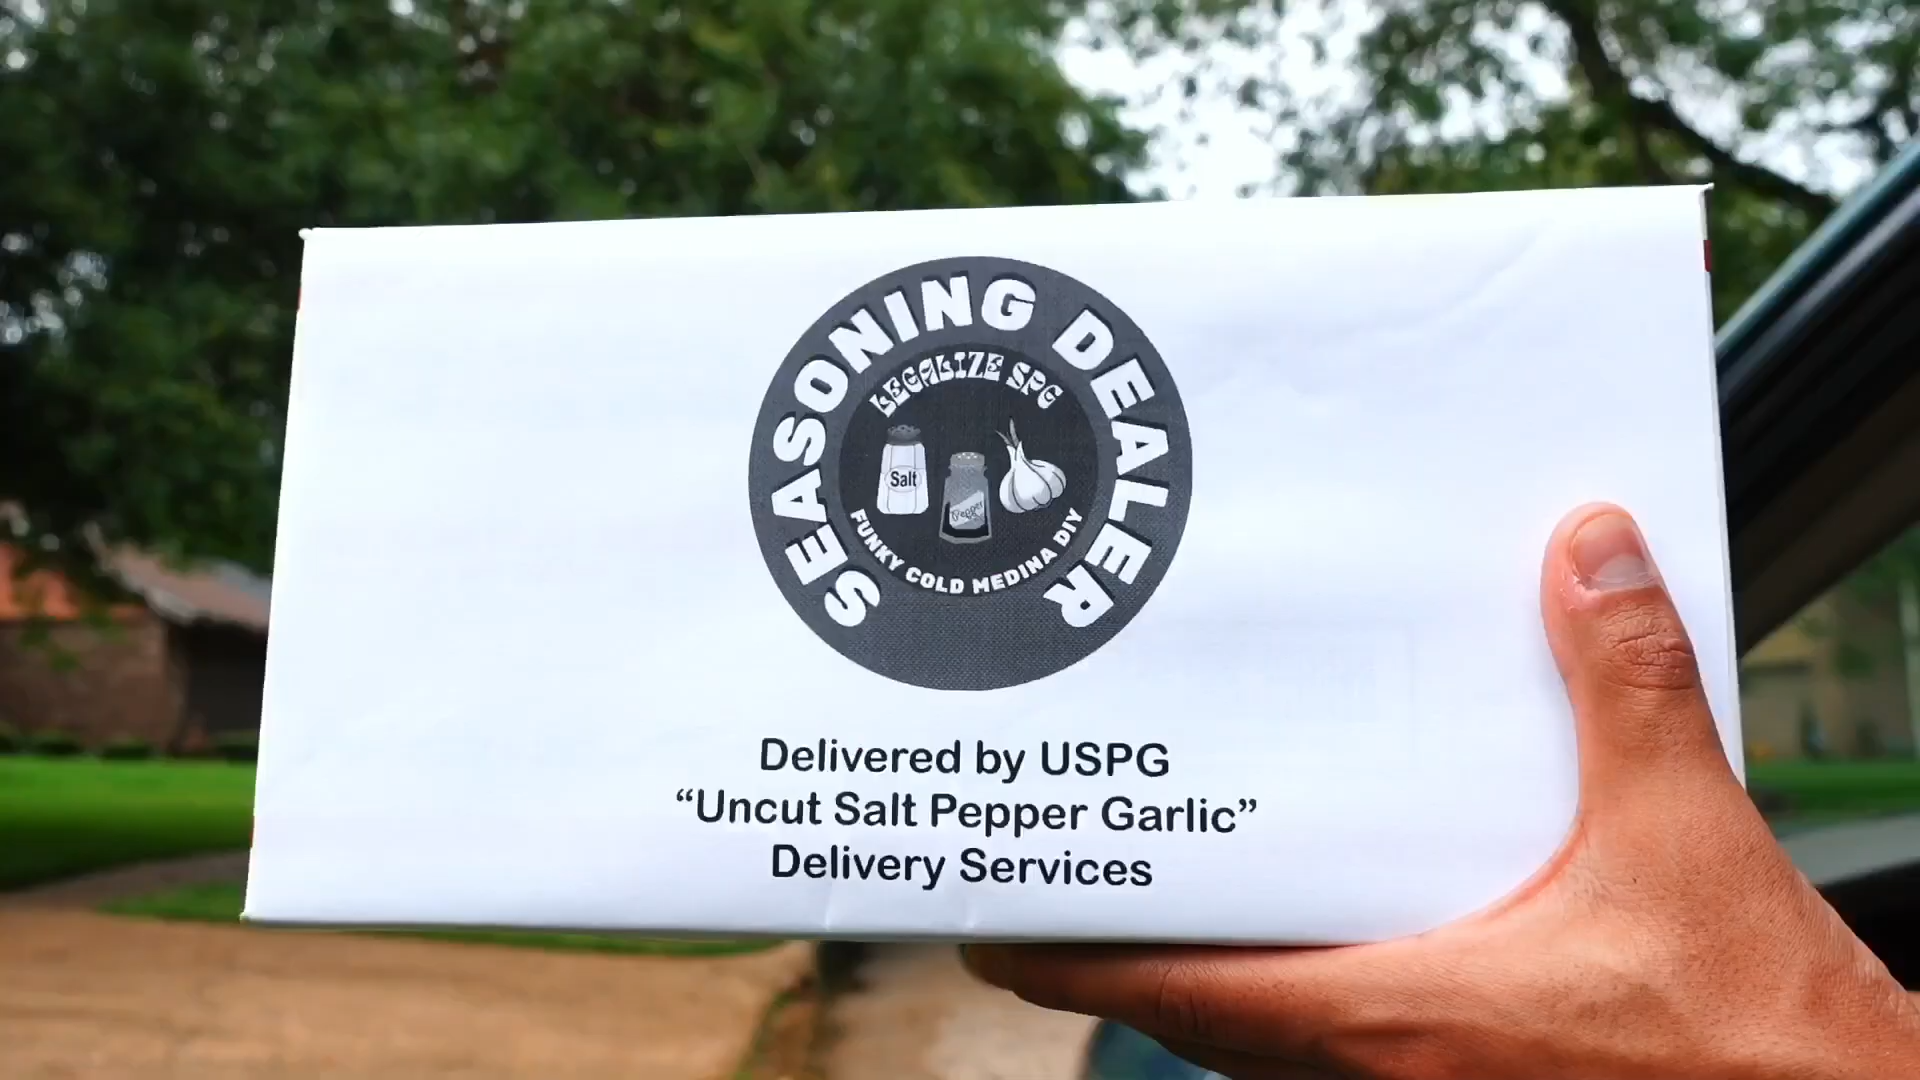 SEASONING DEALER
LEGALIZE SPG
Salt
Pepper
FUNKY COLD MEDINA DIY
Delivered by USPG
“Uncut Salt Pepper Garlic”
Delivery Services